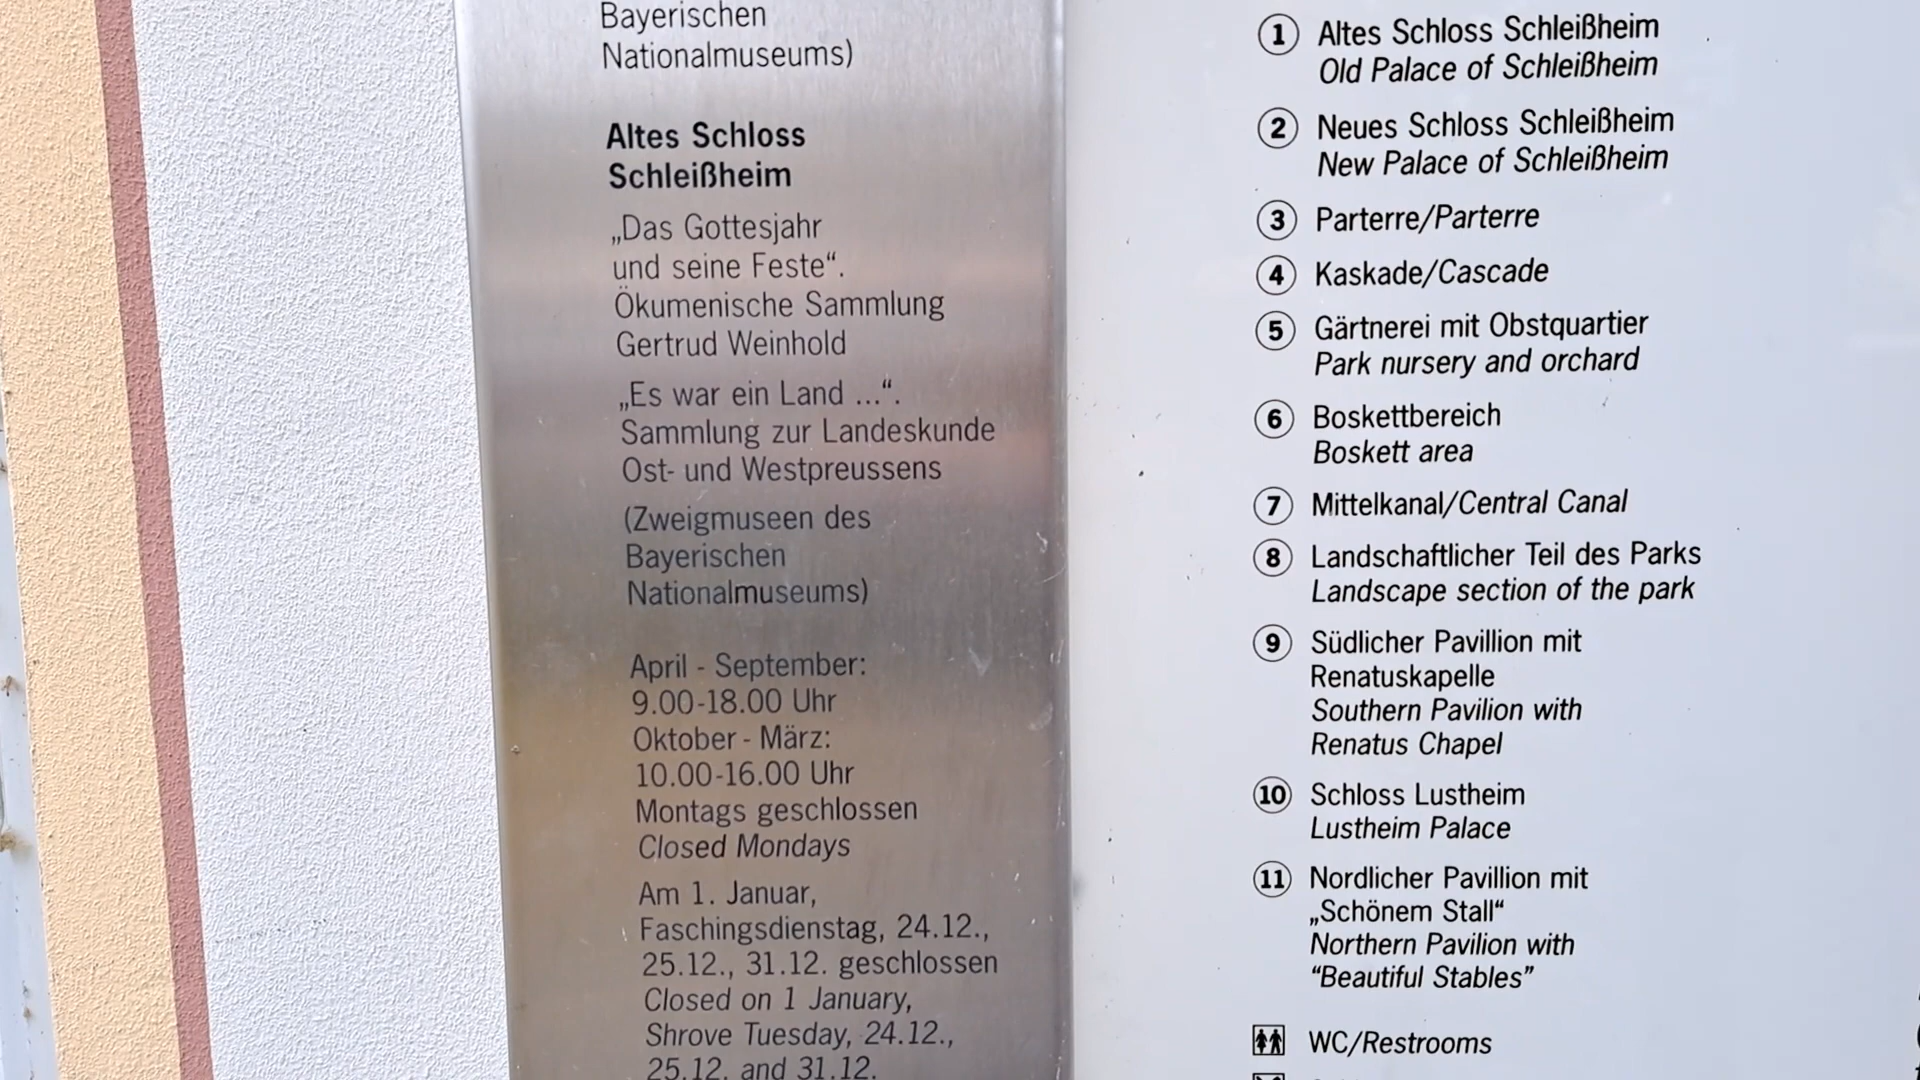 Bayerischen
Nationalmuseums)
Altes Schloss
Schleißheim
„Das Gottesjahr
und seine Feste“.
Ökumenische Sammlung
Gertrud Weinhold
„Es war ein Land ...“.
Sammlung zur Landeskunde
Ost- und Westpreussens
(Zweigmuseen des
Bayerischen
Nationalmuseums)
April - September:
9.00-18.00 Uhr
Oktober - März:
10.00-16.00 Uhr
Montags geschlossen
Closed Mondays
Am 1. Januar,
Faschingsdienstag, 24.12.,
25.12., 31.12. geschlossen
Closed on 1 January,
Shrove Tuesday, 24.12.,
25.12. and 31.12.
1 Altes Schloss Schleißheim
Old Palace of Schleißheim
2 Neues Schloss Schleißheim
New Palace of Schleißheim
3 Parterre/Parterre
4 Kaskade/Cascade
5 Gärtnerei mit Obstquartier
Park nursery and orchard
6 Boskettbereich
Boskett area
7 Mittelkanal/Central Canal
8 Landschaftlicher Teil des Parks
Landscape section of the park
9 Südlicher Pavillion mit
Renatuskapelle
Southern Pavilion with
Renatus Chapel
10 Schloss Lustheim
Lustheim Palace
11 Nordlicher Pavillion mit
„Schönem Stall“
Northern Pavilion with
“Beautiful Stables”
WC/Restrooms